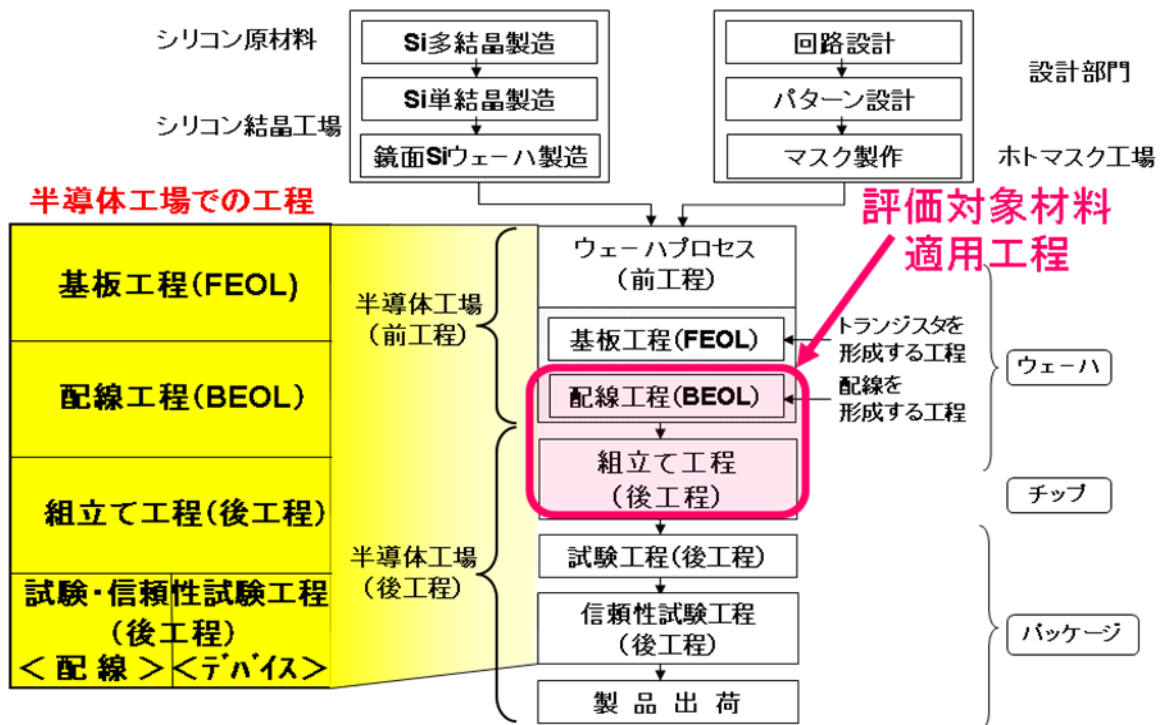 シリコン原材料
シリコン結晶工場
Si多結晶製造
Si単結晶製造
鏡面Siウェーハ製造
回路設計
パターン設計
マスク製作
設計部門
ホトマスク工場
半導体工場での工程
評価対象材料
適用工程
基板工程(FEOL)
配線工程(BEOL)
組立て工程(後工程)
試験・信頼性試験工程
(後工程)
<配線>
<デバイス>
半導体工場
(前工程)
半導体工場
(後工程)
ウェーハプロセス
(前工程)
基板工程(FEOL)
配線工程(BEOL)
組立て工程
(後工程)
試験工程(後工程)
信頼性試験工程
(後工程)
製品出荷
トランジスタを
形成する工程
配線を
形成する工程
ウェーハ
チップ
パッケージ